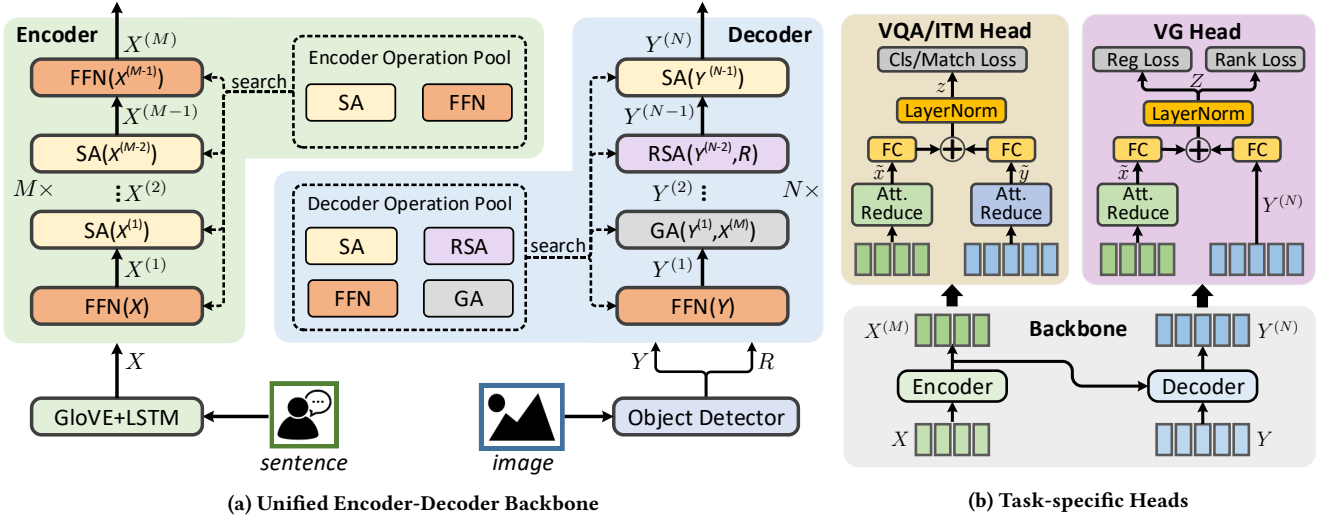 Encoder
X^(M)
FFN(X^(M-1))
X^(M−1)
SA(X^(M-2))
M× ⋮ X^(2)
SA(X^(1))
X^(1)
FFN(X)
X
GloVE+LSTM
sentence
search
Encoder Operation Pool
SA FFN
Decoder Operation Pool
SA RSA
FFN GA
search
Decoder
Y^(N)
SA(Y^(N-1))
Y^(N−1)
RSA(Y^(N-2),R)
Y^(2) ⋮ N×
GA(Y^(1),X^(M))
Y^(1)
FFN(Y)
Y R
Object Detector
image
(a) Unified Encoder-Decoder Backbone
VQA/ITM Head
Cls/Match Loss
z
LayerNorm
FC + FC
x̃ ỹ
Att. Reduce Att. Reduce
VG Head
Reg Loss Rank Loss
Z
LayerNorm
FC + FC
x̃
Att. Reduce
Y^(N)
Backbone
X^(M) Y^(N)
Encoder Decoder
X Y
(b) Task-specific Heads